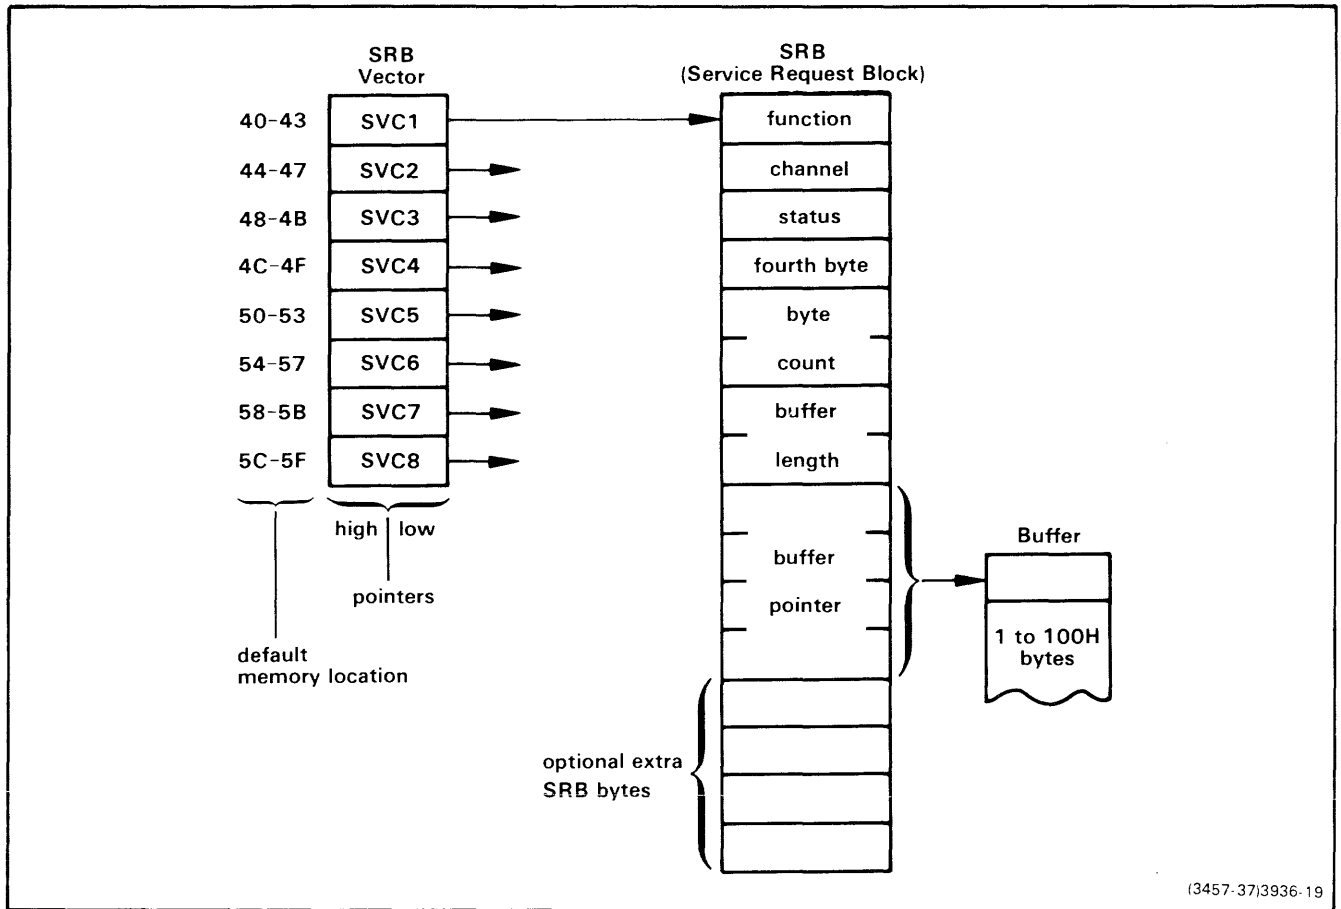 SRB
Vector
40-43 SVC1
44-47 SVC2
48-4B SVC3
4C-4F SVC4
50-53 SVC5
54-57 SVC6
58-5B SVC7
5C-5F SVC8
high low
pointers
default
memory location
SRB
(Service Request Block)
function
channel
status
fourth byte
byte
count
buffer
length
buffer
pointer
optional extra
SRB bytes
Buffer
1 to 100H
bytes
(3457-37)3936-19